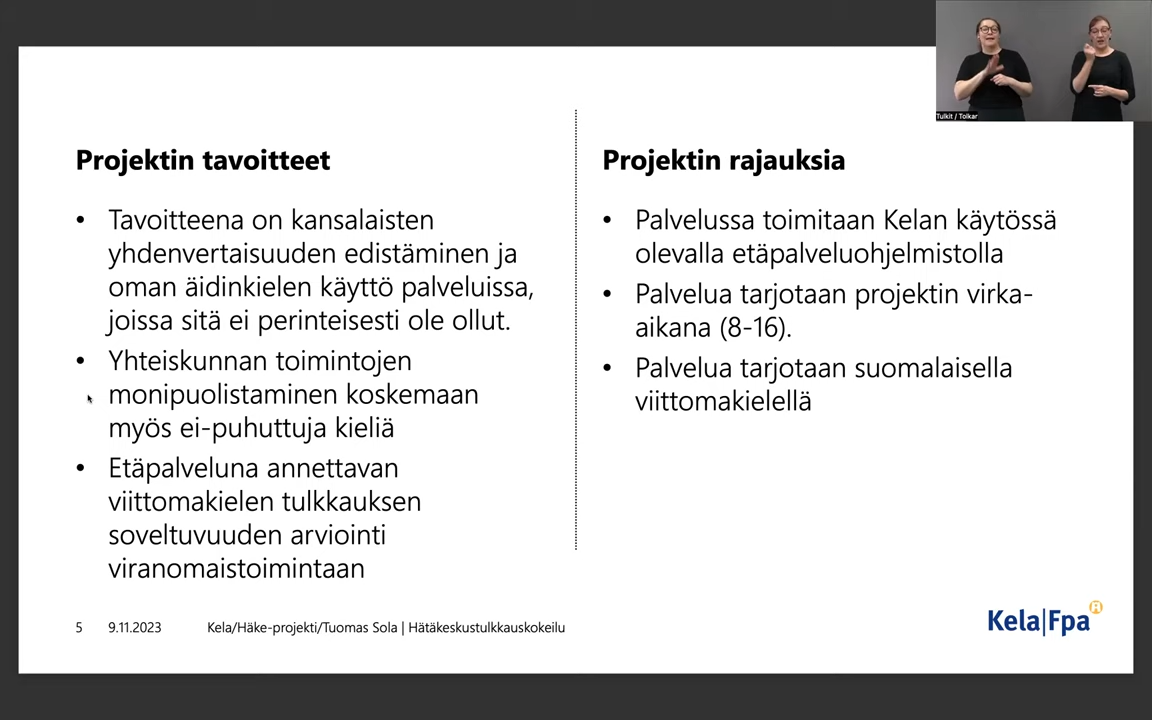 Tulkit / Tolkar
Projektin tavoitteet
• Tavoitteena on kansalaisten
yhdenvertaisuuden edistäminen ja
oman äidinkielen käyttö palveluissa,
joissa sitä ei perinteisesti ole ollut.
• Yhteiskunnan toimintojen
monipuolistaminen koskemaan
myös ei-puhuttuja kieliä
• Etäpalveluna annettavan
viittomakielen tulkkauksen
soveltuvuuden arviointi
viranomaistoimintaan
Projektin rajauksia
• Palvelussa toimitaan Kelan käytössä
olevalla etäpalveluohjelmistolla
• Palvelua tarjotaan projektin virka-
aikana (8-16).
• Palvelua tarjotaan suomalaisella
viittomakielellä
5 9.11.2023 Kela/Häke-projekti/Tuomas Sola | Hätäkeskustulkkauskokeilu
Kela|Fpa